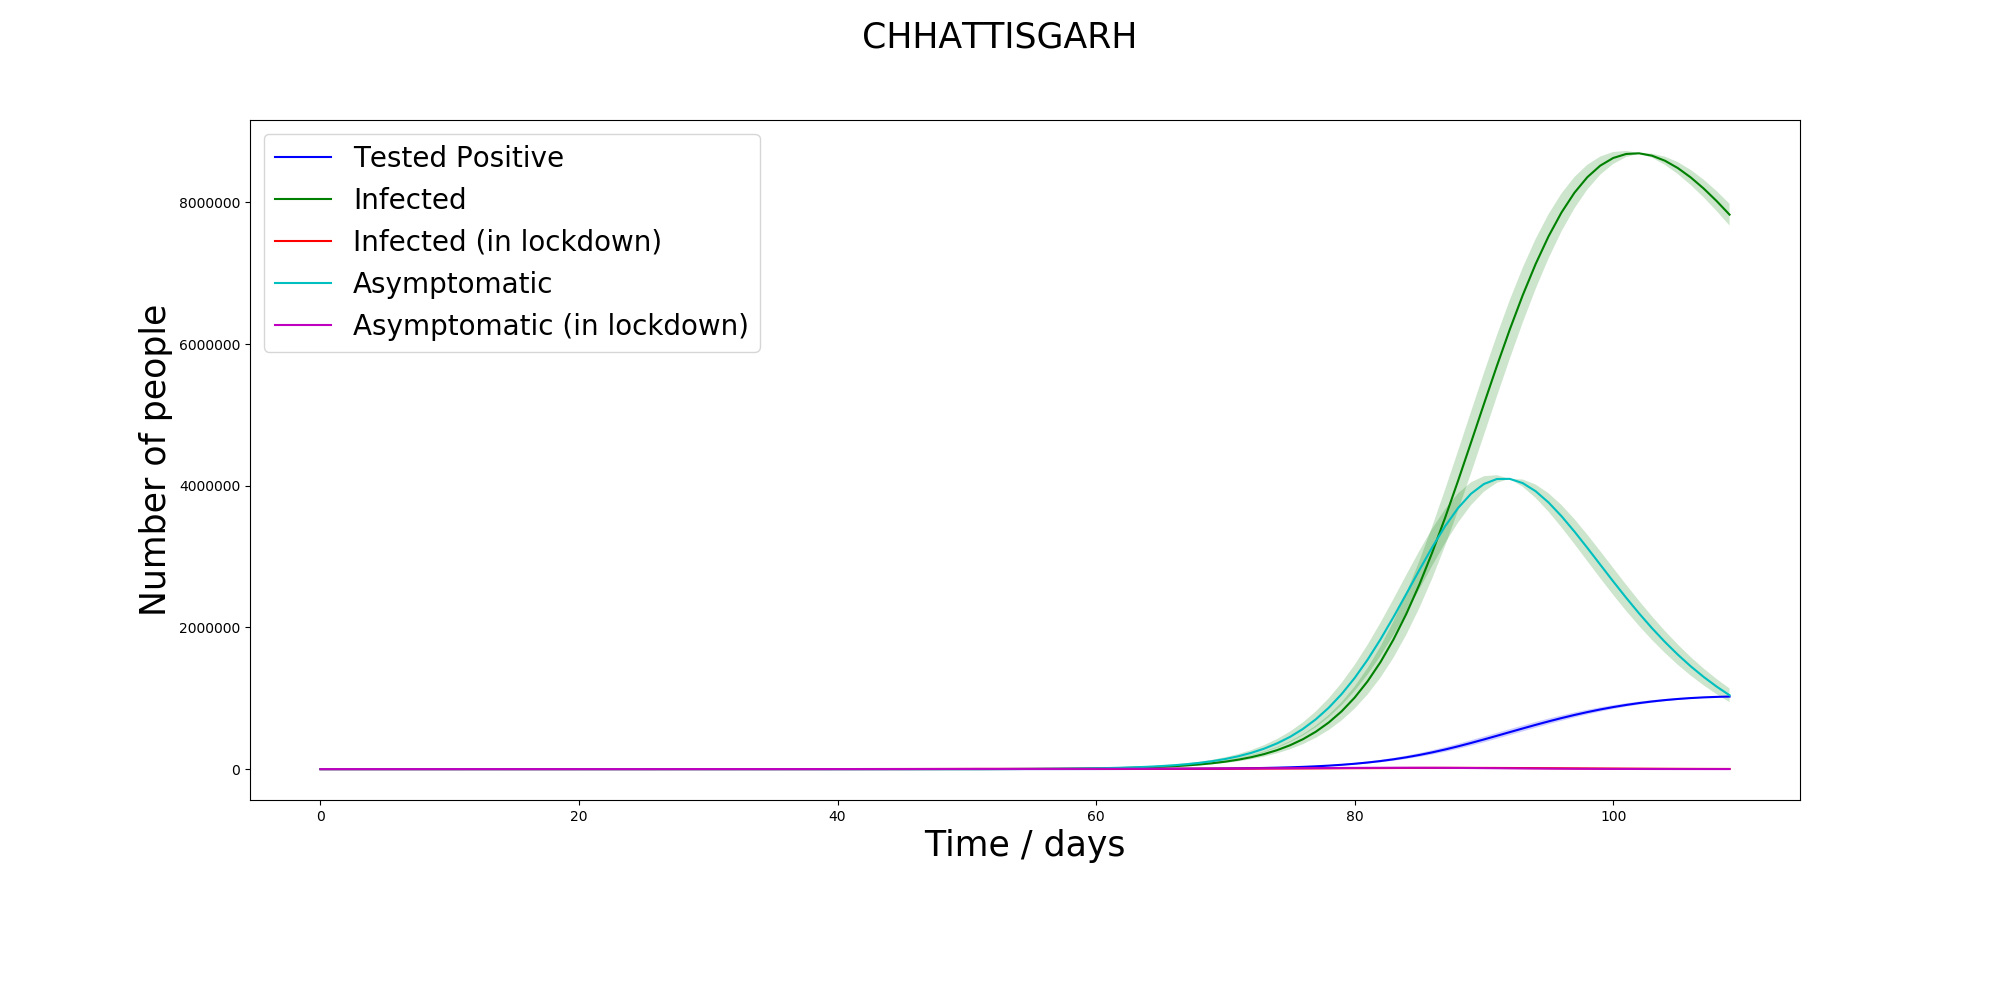 CHHATTISGARH
Tested Positive
Infected
Infected (in lockdown)
Asymptomatic
Asymptomatic (in lockdown)
Number of people
8000000
6000000
4000000
2000000
0
0 20 40 60 80 100
Time / days